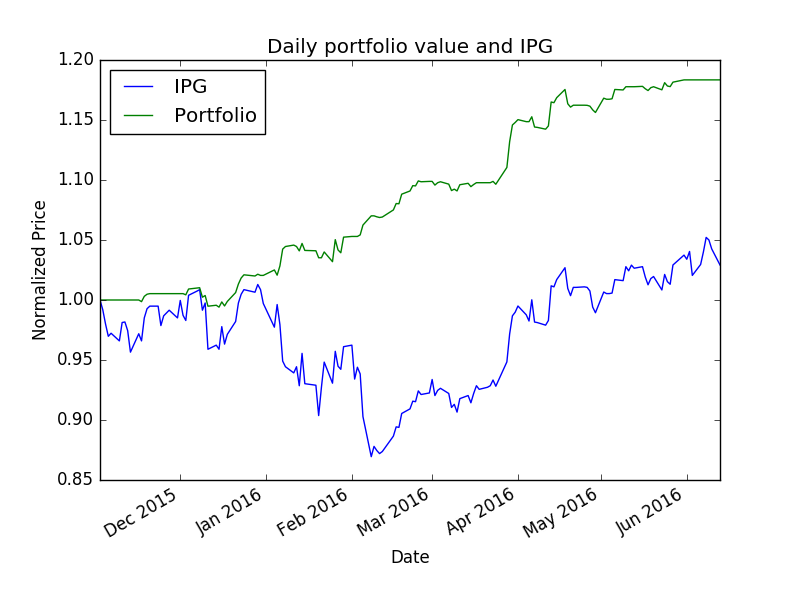 Daily portfolio value and IPG
IPG
Portfolio
1.20
1.15
1.10
1.05
1.00
0.95
0.90
0.85
Normalized Price
Dec 2015
Jan 2016
Feb 2016
Mar 2016
Apr 2016
May 2016
Jun 2016
Date